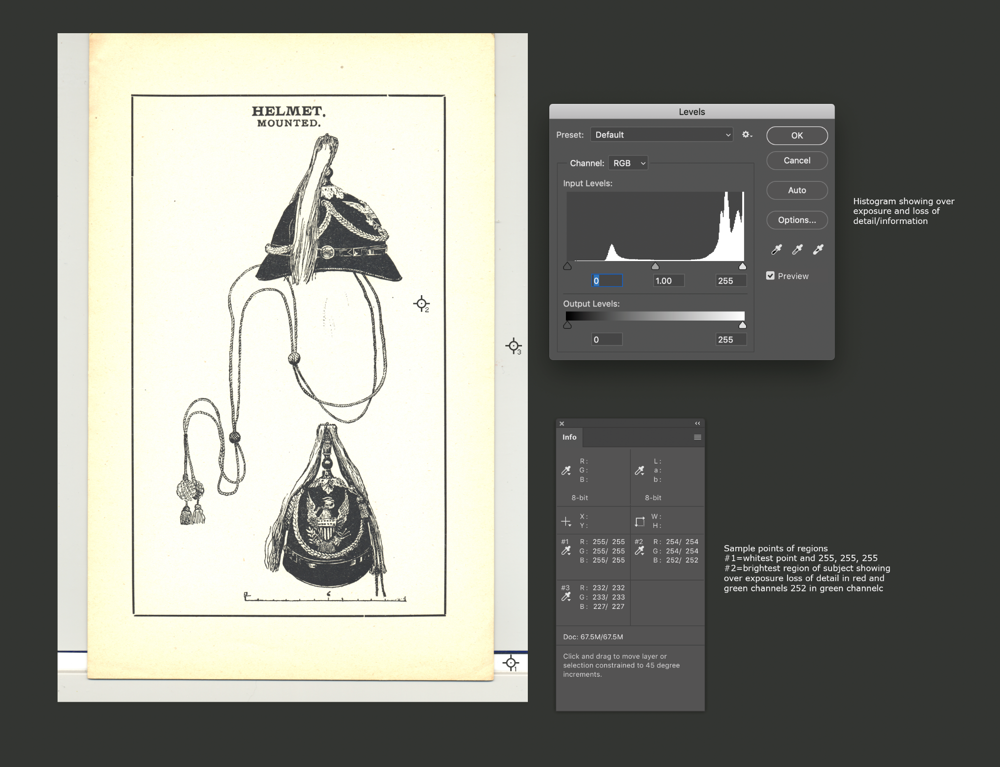 HELMET.
MOUNTED.
6
2
3
1
Levels
Preset: Default
OK
Cancel
Auto
Options...
Preview
Channel: RGB
Input Levels:
0 1.00 255
Output Levels:
0 255
Histogram showing over
exposure and loss of
detail/information
Info
R: L:
G: a:
B: b:
8-bit 8-bit
X: W:
Y: H:
#1 R: 255/ 255 #2 R: 254/ 254
G: 255/ 255 G: 254/ 254
B: 255/ 255 B: 252/ 252
#3 R: 232/ 232
G: 233/ 233
B: 227/ 227
Doc: 67.5M/67.5M
Click and drag to move layer or
selection constrained to 45 degree
increments.
Sample points of regions
#1=whitest point and 255, 255, 255
#2=brightest region of subject showing
over exposure loss of detail in red and
green channels 252 in green channelc